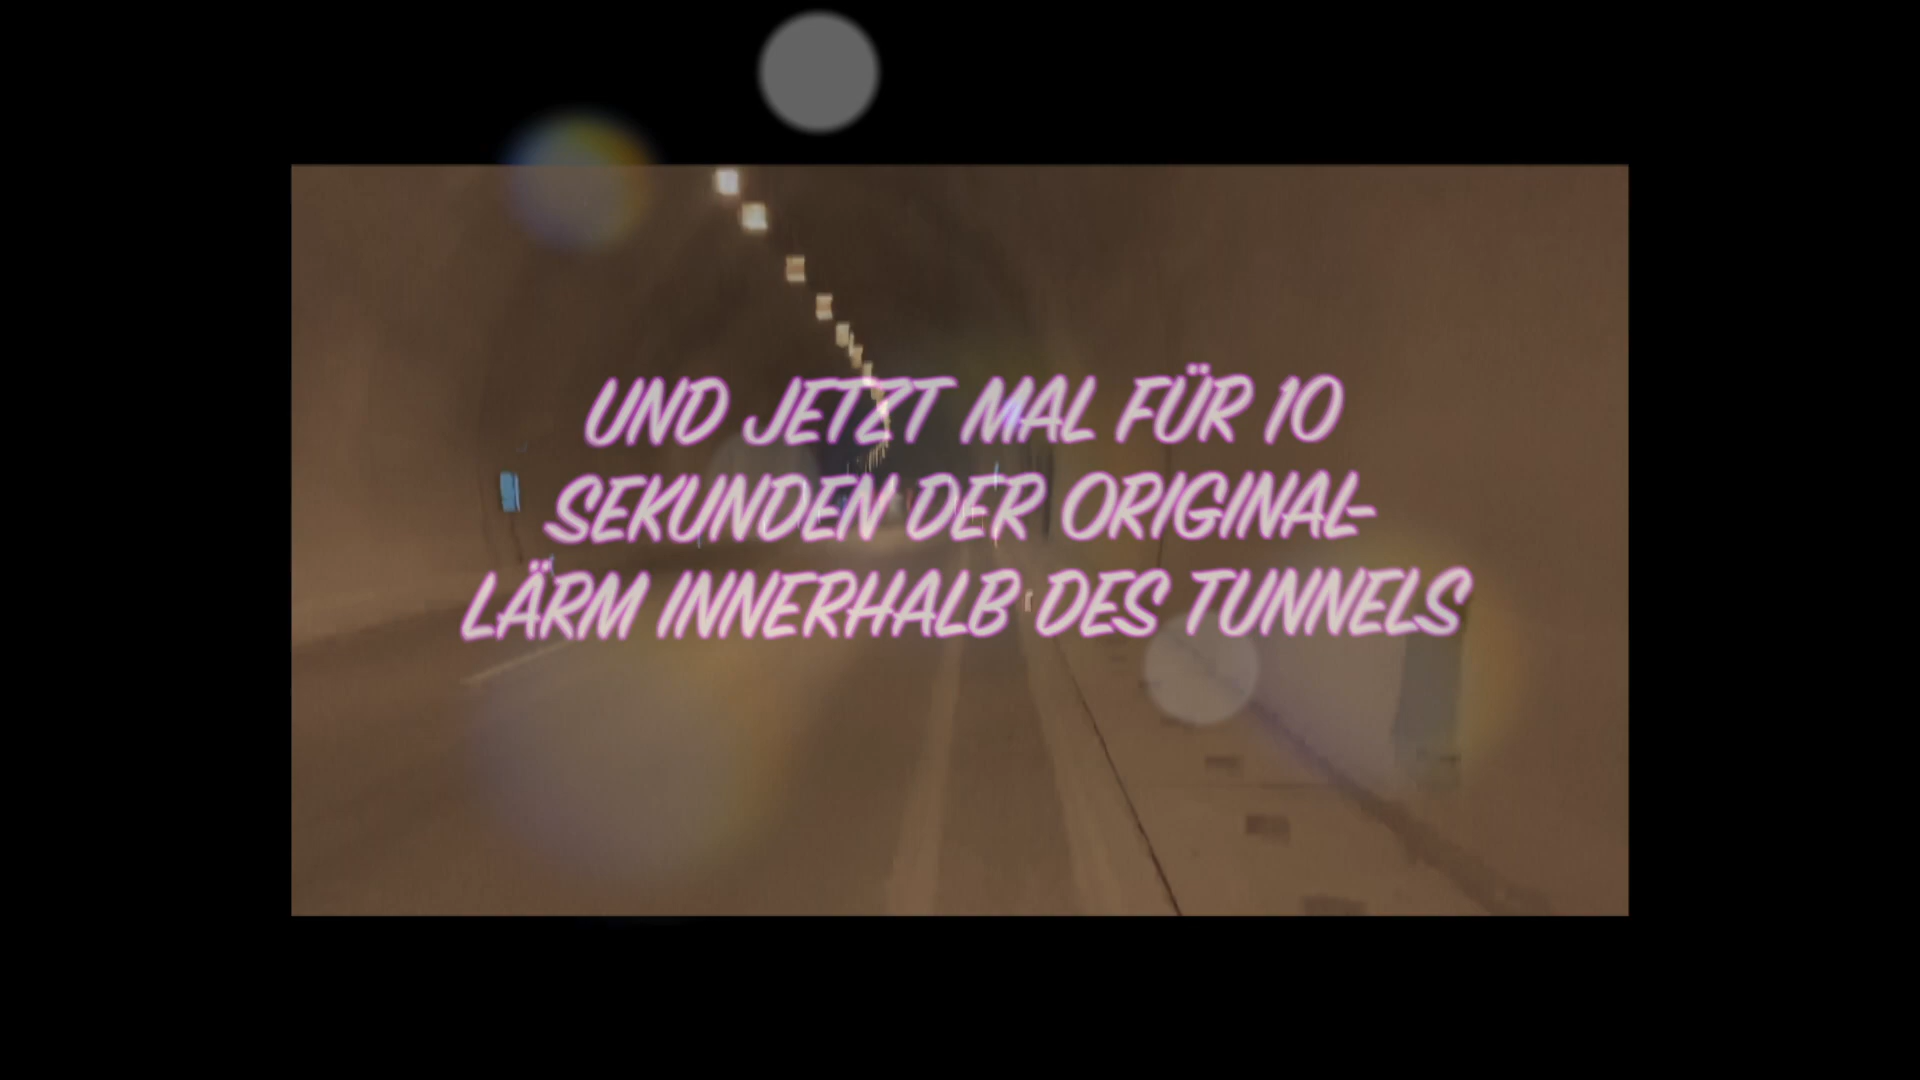 UND JETZT MAL FÜR 10
SEKUNDEN DER ORIGINAL-
LÄRM INNERHALB DES TUNNELS